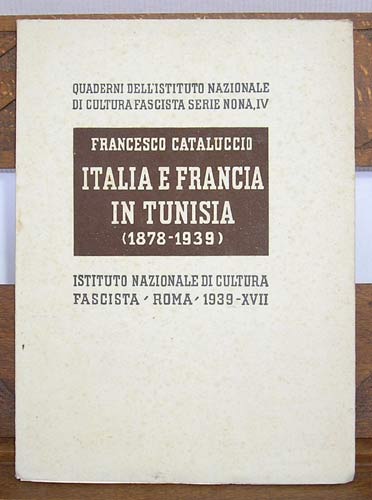 QUADERNI DELL'ISTITUTO NAZIONALE
DI CULTURA FASCISTA SERIE NONA, IV
FRANCESCO CATALUCCIO
ITALIA E FRANCIA
IN TUNISIA
(1878-1939)
ISTITUTO NAZIONALE DI CULTURA
FASCISTA - ROMA - 1939-XVII